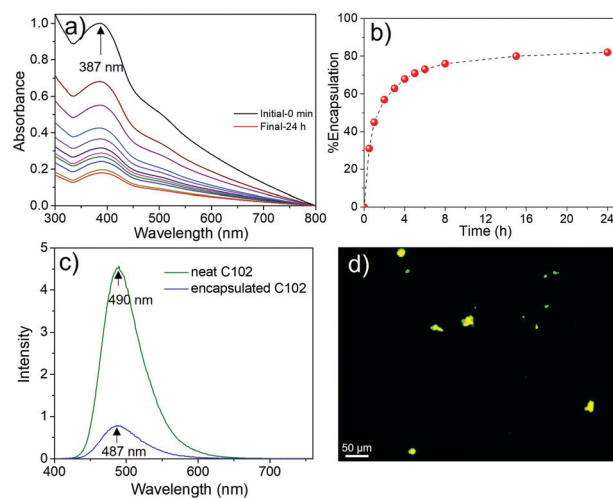 a)
387 nm
Initial-0 min
Final-24 h
Absorbance
1.0
0.8
0.6
0.4
0.2
0.0
300 400 500 600 700 800
Wavelength (nm)
b)
%Encapsulation
100
80
60
40
20
0
0 4 8 12 16 20 24
Time (h)
c)
neat C102
encapsulated C102
490 nm
487 nm
Intensity
5
4
3
2
1
0
400 500 600 700
Wavelength (nm)
d)
50 µm